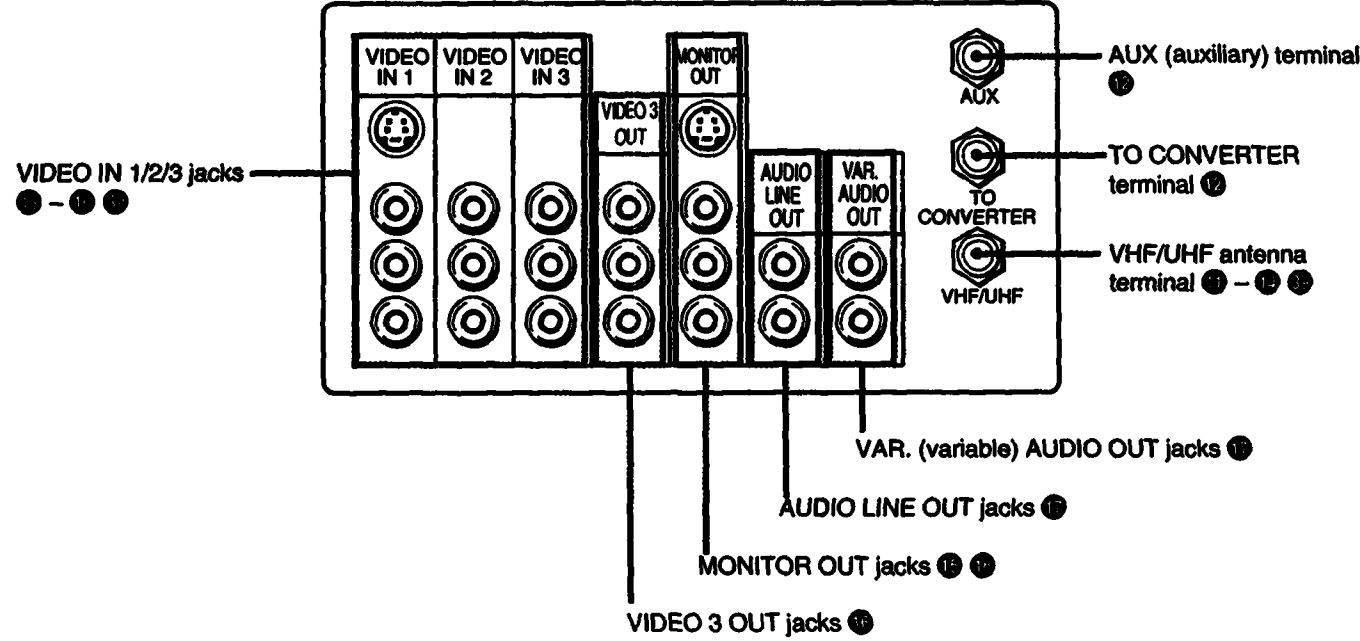 VIDEO IN 1
VIDEO IN 2
VIDEO IN 3
VIDEO 3 OUT
MONITOR OUT
AUDIO LINE OUT
VAR. AUDIO OUT
AUX
TO CONVERTER
VHF/UHF
AUX (auxiliary) terminal
12
TO CONVERTER
terminal 12
VHF/UHF antenna
terminal –
VIDEO IN 1/2/3 jacks
–
VAR. (variable) AUDIO OUT jacks
AUDIO LINE OUT jacks
MONITOR OUT jacks
VIDEO 3 OUT jacks